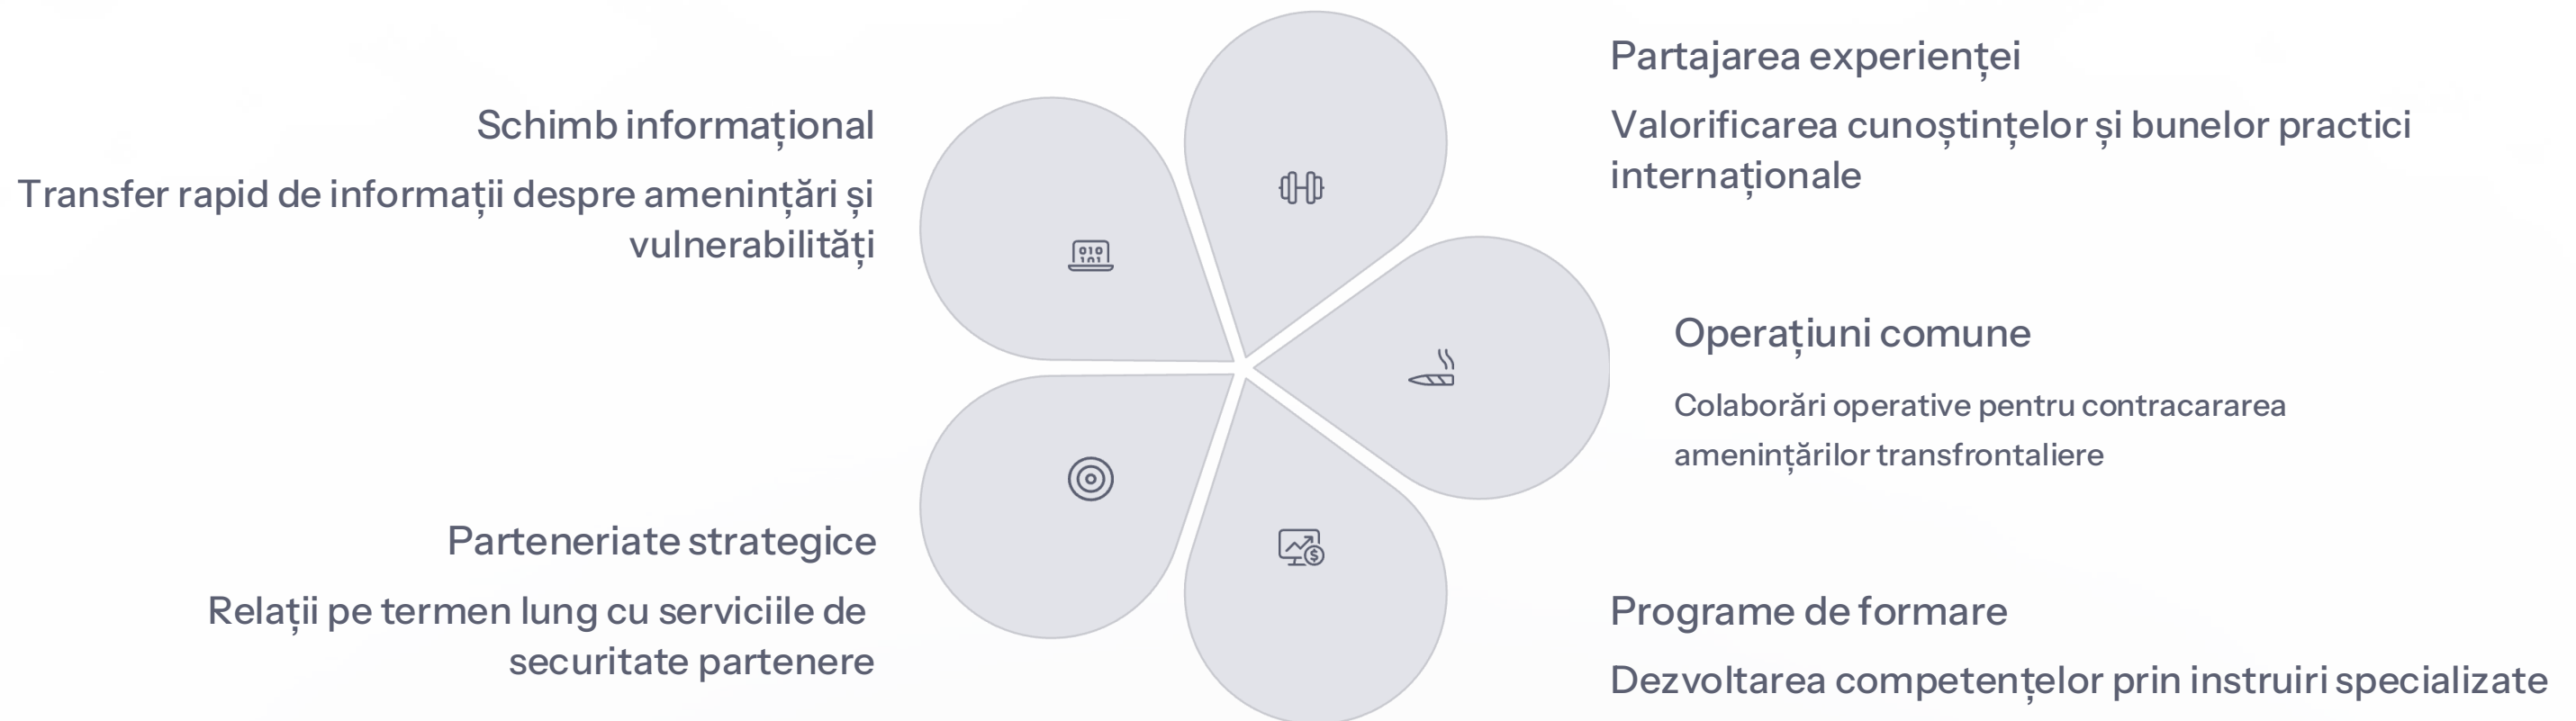 Schimb informațional
Transfer rapid de informații despre amenințări și
vulnerabilități
Partajarea experienței
Valorificarea cunoștințelor și bunelor practici
internaționale
Operațiuni comune
Colaborări operative pentru contracararea
amenințărilor transfrontaliere
Parteneriate strategice
Relații pe termen lung cu serviciile de
securitate partenere
Programe de formare
Dezvoltarea competențelor prin instruiri specializate
010
101
$